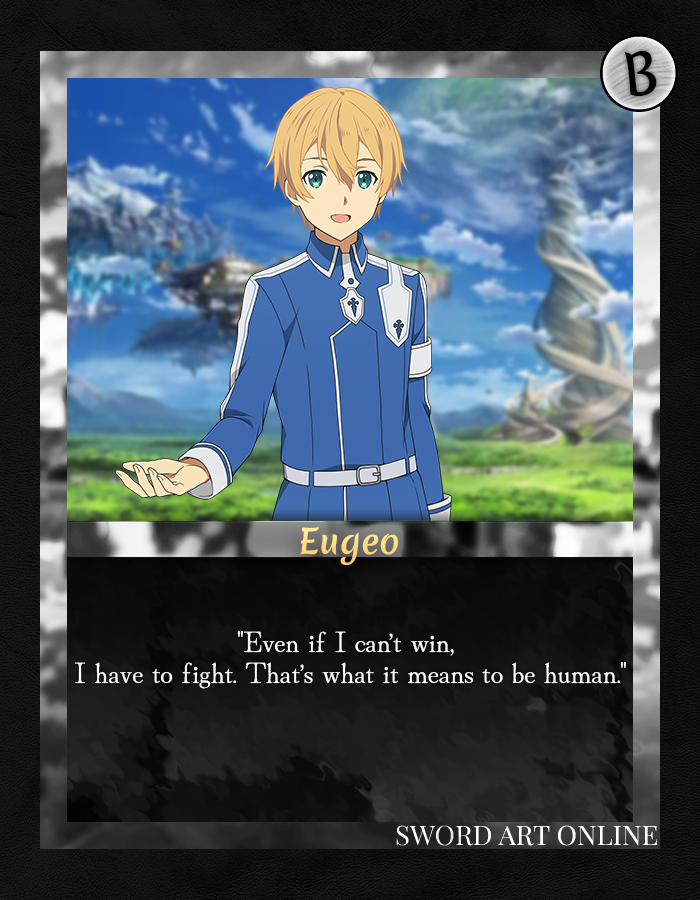 B
Eugeo
"Even if I can't win,
I have to fight. That's what it means to be human."
SWORD ART ONLINE